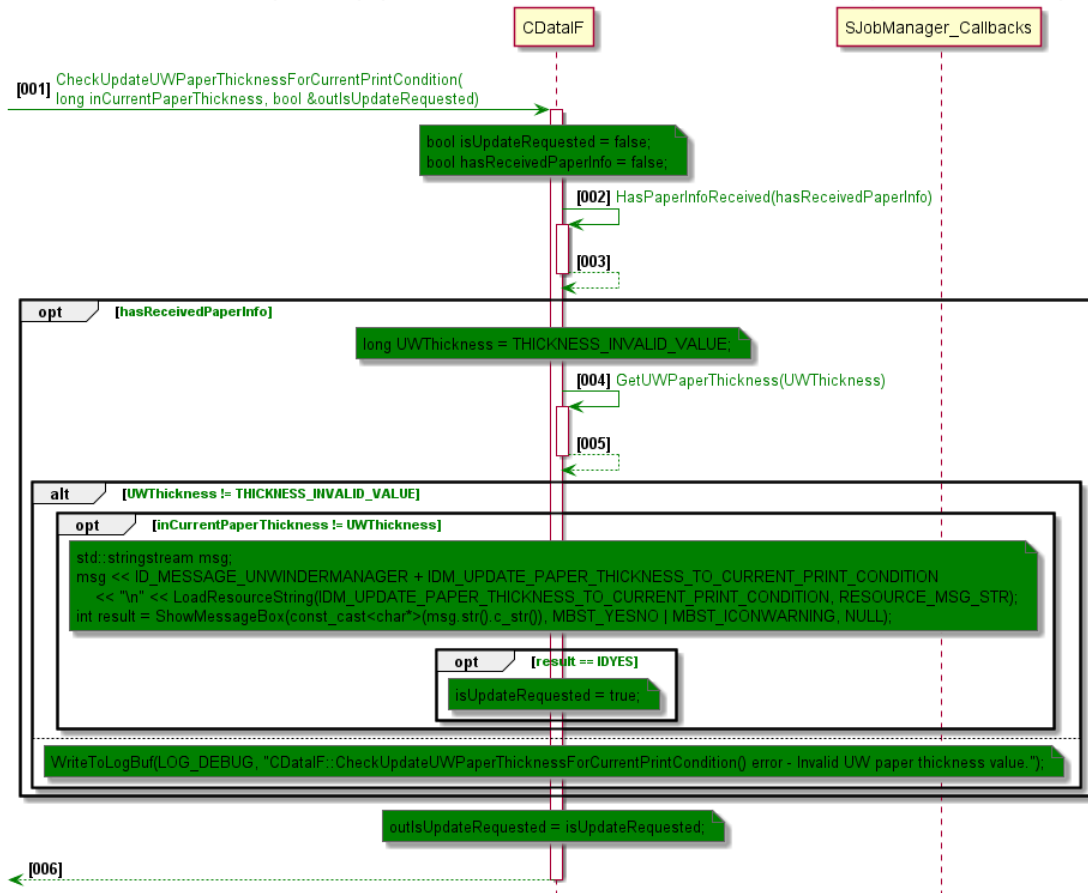 CDataIF
SJobManager_Callbacks
[001] CheckUpdateUWPaperThicknessForCurrentPrintCondition(
long inCurrentPaperThickness, bool &outIsUpdateRequested)
bool isUpdateRequested = false;
bool hasReceivedPaperInfo = false;
[002] HasPaperInfoReceived(hasReceivedPaperInfo)
[003]
opt [hasReceivedPaperInfo]
long UWThickness = THICKNESS_INVALID_VALUE;
[004] GetUWPaperThickness(UWThickness)
[005]
alt [UWThickness != THICKNESS_INVALID_VALUE]
opt [inCurrentPaperThickness != UWThickness]
std::stringstream msg;
msg << ID_MESSAGE_UNWINDERMANAGER + IDM_UPDATE_PAPER_THICKNESS_TO_CURRENT_PRINT_CONDITION
<< "\n" << LoadResourceString(IDM_UPDATE_PAPER_THICKNESS_TO_CURRENT_PRINT_CONDITION, RESOURCE_MSG_STR);
int result = ShowMessageBox(const_cast<char*>(msg.str().c_str()), MBST_YESNO | MBST_ICONWARNING, NULL);
opt [result == IDYES]
isUpdateRequested = true;
WriteToLogBuf(LOG_DEBUG, "CDataIF::CheckUpdateUWPaperThicknessForCurrentPrintCondition() error - Invalid UW paper thickness value.");
outIsUpdateRequested = isUpdateRequested;
[006]